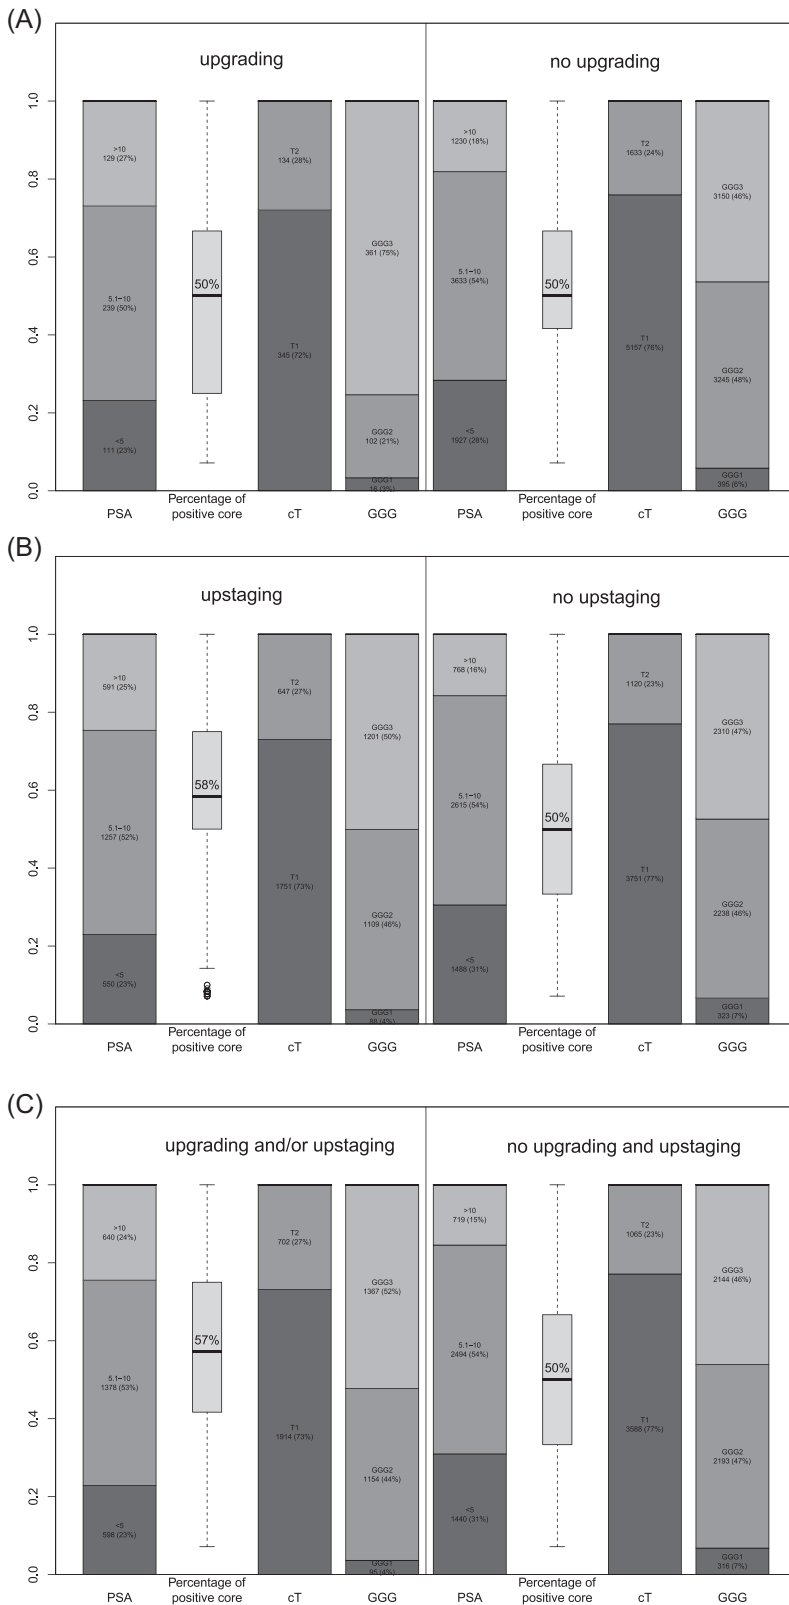 (A)
upgrading
no upgrading
1.0
0.8
0.6
0.4
0.2
0.0
>10
129 (27%)
5.1–10
239 (50%)
<5
111 (23%)
50%
T2
134 (28%)
T1
345 (72%)
GGG3
361 (75%)
GGG2
102 (21%)
GGG1
16 (3%)
>10
1230 (18%)
5.1–10
3633 (54%)
<5
1927 (28%)
50%
T2
1633 (24%)
T1
5157 (76%)
GGG3
3150 (46%)
GGG2
3245 (48%)
GGG1
395 (6%)
PSA
Percentage of
positive core
cT
GGG
PSA
Percentage of
positive core
cT
GGG
(B)
upstaging
no upstaging
1.0
0.8
0.6
0.4
0.2
0.0
>10
591 (25%)
5.1–10
1257 (52%)
<5
550 (23%)
58%
T2
647 (27%)
T1
1751 (73%)
GGG3
1201 (50%)
GGG2
1109 (46%)
GGG1
88 (4%)
>10
768 (16%)
5.1–10
2615 (54%)
<5
1488 (31%)
50%
T2
1120 (23%)
T1
3751 (77%)
GGG3
2310 (47%)
GGG2
2238 (46%)
GGG1
323 (7%)
PSA
Percentage of
positive core
cT
GGG
PSA
Percentage of
positive core
cT
GGG
(C)
upgrading and/or upstaging
no upgrading and upstaging
1.0
0.8
0.6
0.4
0.2
0.0
>10
640 (24%)
5.1–10
1378 (53%)
<5
598 (23%)
57%
T2
702 (27%)
T1
1914 (73%)
GGG3
1367 (52%)
GGG2
1154 (44%)
GGG1
95 (4%)
>10
719 (15%)
5.1–10
2494 (54%)
<5
1440 (31%)
50%
T2
1065 (23%)
T1
3588 (77%)
GGG3
2144 (46%)
GGG2
2193 (47%)
GGG1
316 (7%)
PSA
Percentage of
positive core
cT
GGG
PSA
Percentage of
positive core
cT
GGG